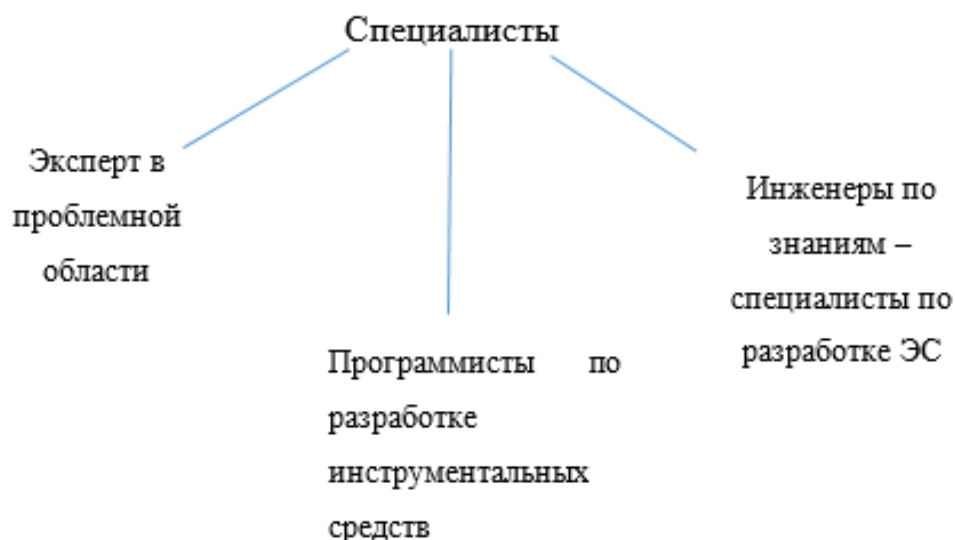 Специалисты
Эксперт в
проблемной
области
Программисты по
разработке
инструментальных
средств
Инженеры по
знаниям –
специалисты по
разработке ЭС